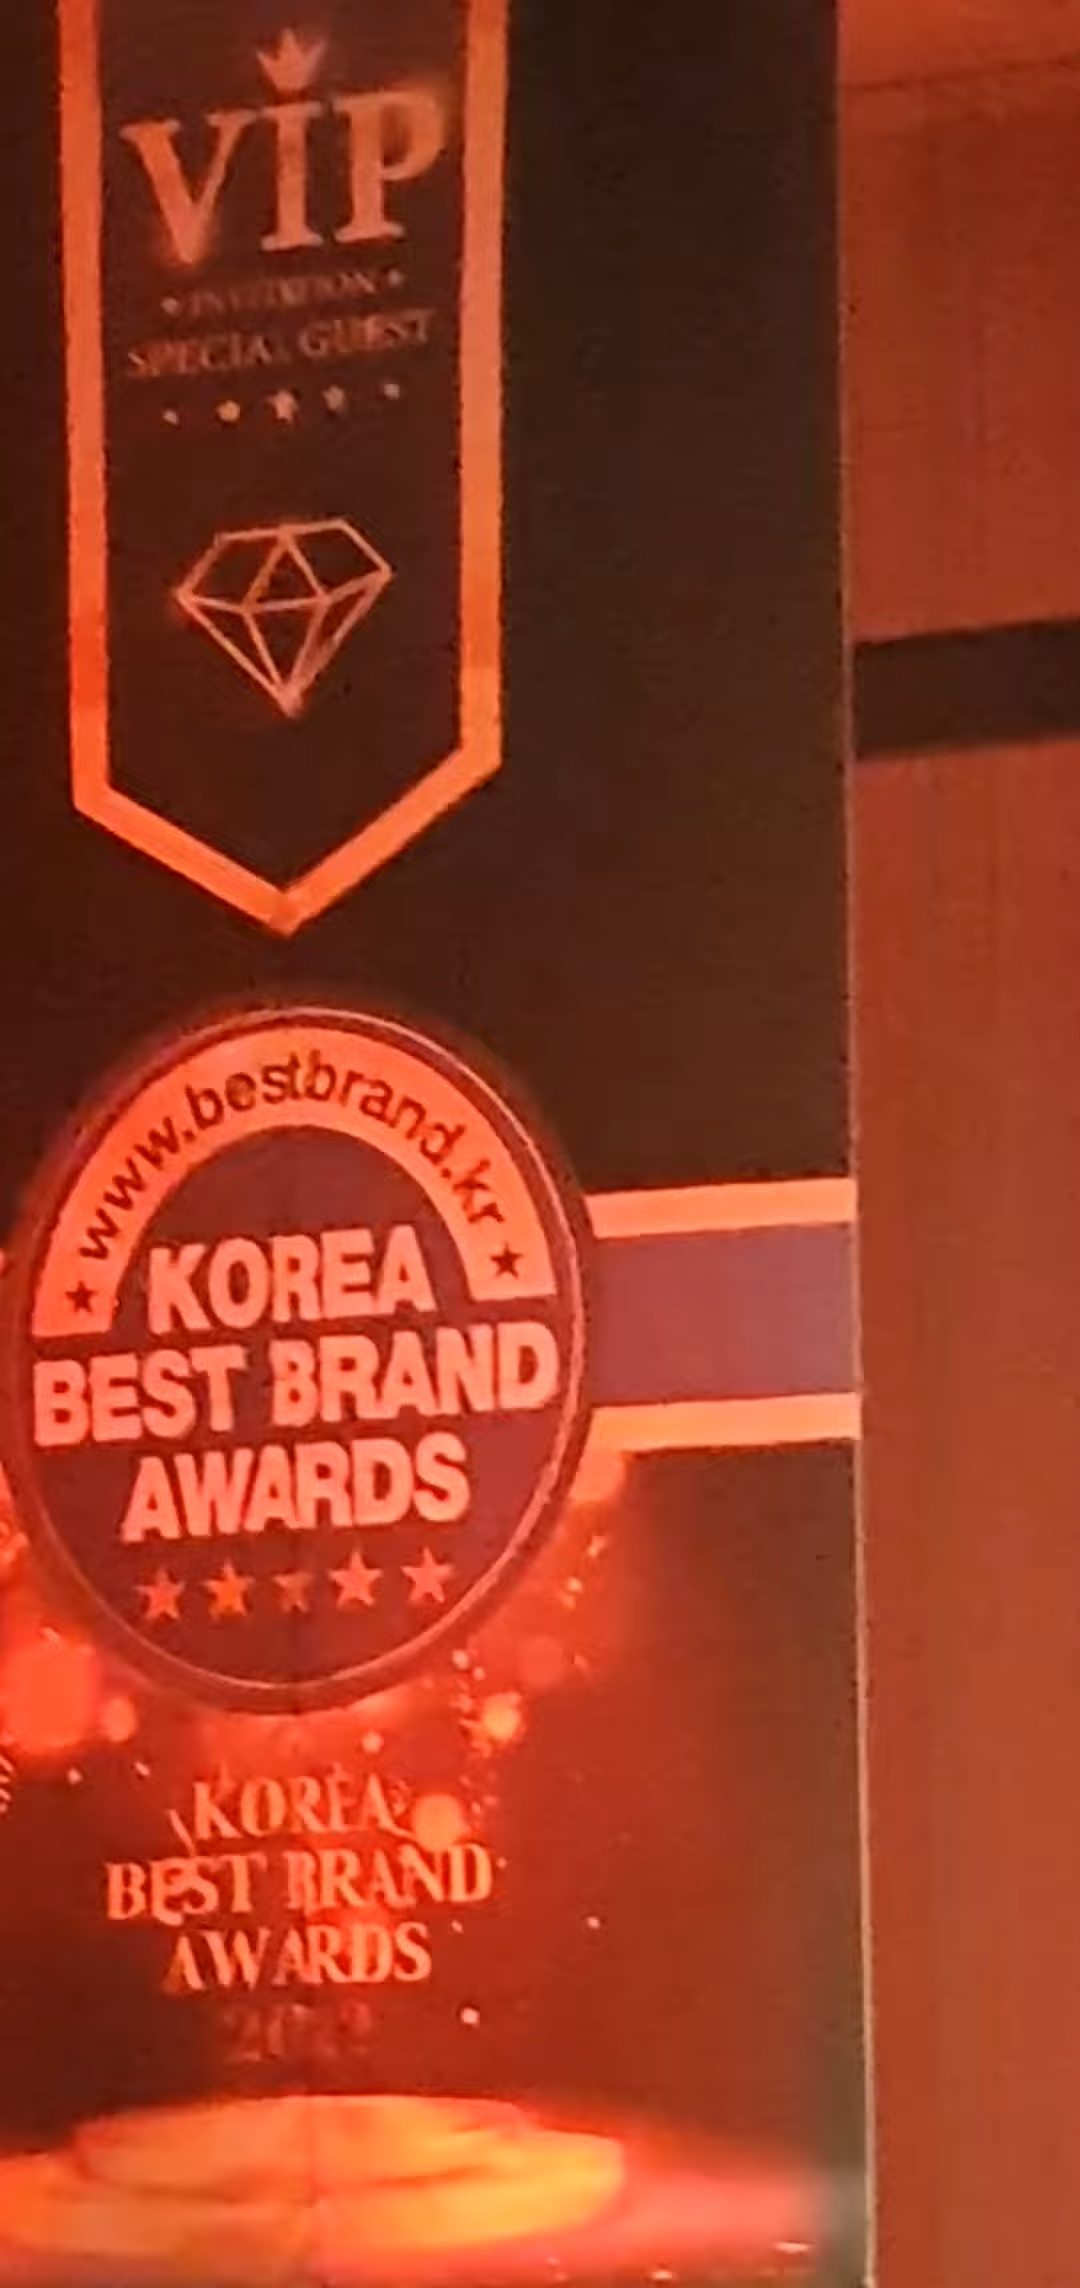 VIP
INVITATION
SPECIAL GUEST
www.bestbrand.kr
KOREA
BEST BRAND
AWARDS
KOREA
BEST BRAND
AWARDS